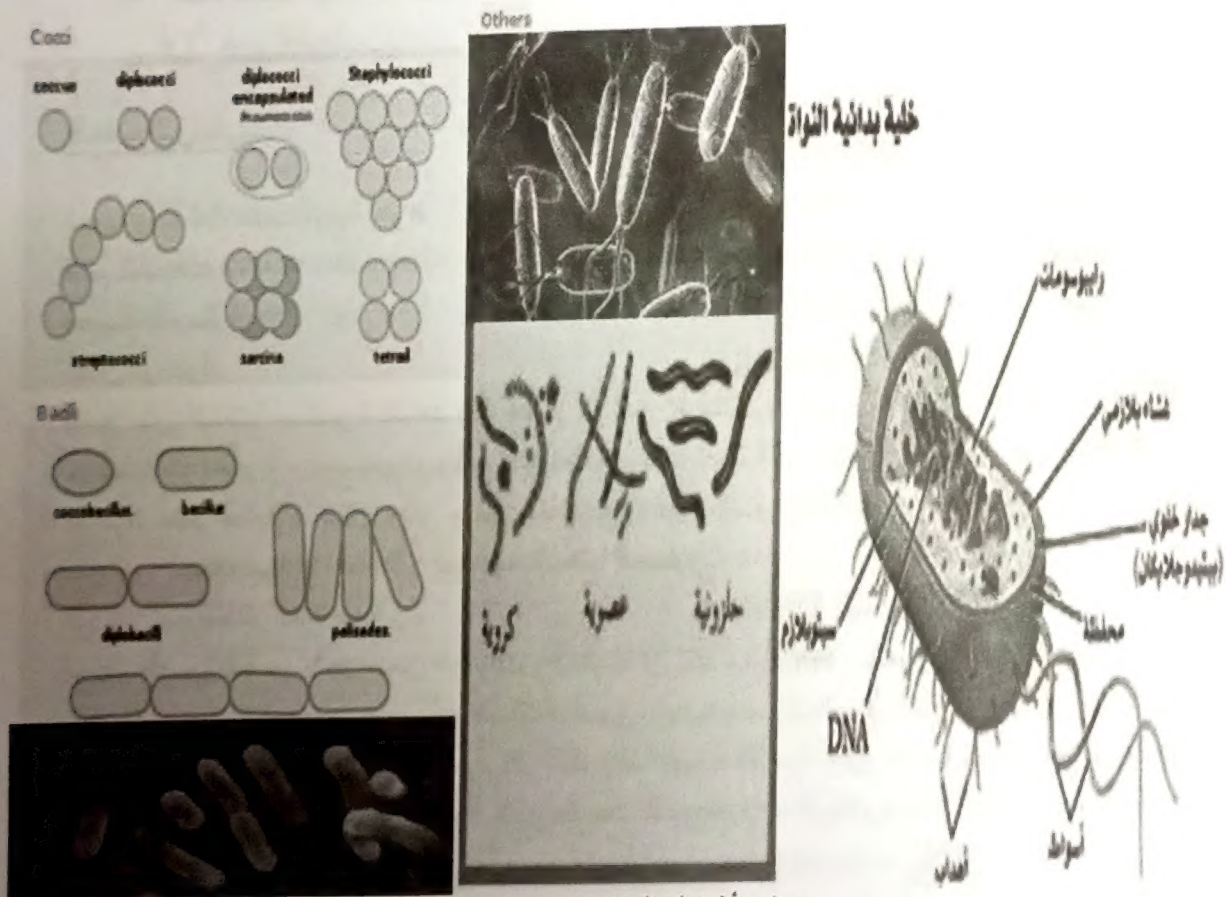 Cocci
coccus
diplococci
diplococci
encapsulated
Pneumococcus
Staphylococci
streptococci
sarcina
tetrad
Bacilli
coccobacillus
bacillus
diplobacilli
palisades.
Others
كروية
عصوية
حلزونية
خلية بدائية النواة
رايبوسومات
غشاء بلازمي
جدار خلوي
(ببتيدوجلايكان)
محفظة
سيتوبلازم
DNA
أهداب
أسواط